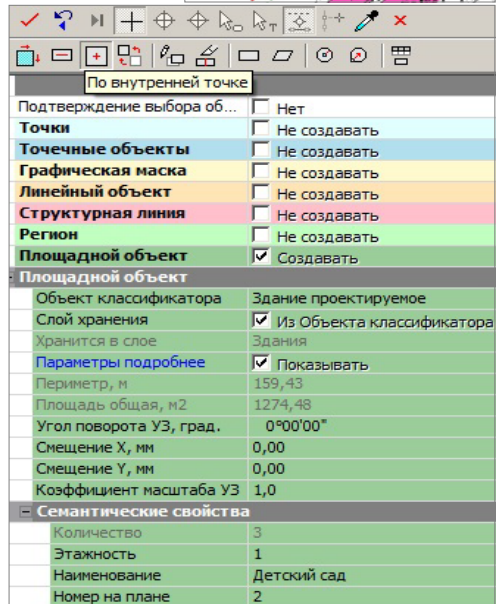 По внутренней точке
Подтверждение выбора об... Нет
Точки Не создавать
Точечные объекты Не создавать
Графическая маска Не создавать
Линейный объект Не создавать
Структурная линия Не создавать
Регион Не создавать
Площадной объект Создавать
Площадной объект
Объект классификатора Здание проектируемое
Слой хранения Из Объекта классификатора
Хранится в слое Здания
Параметры подробнее Показывать
Периметр, м 159,43
Площадь общая, м2 1274,48
Угол поворота УЗ, град. 0°00'00"
Смещение X, мм 0,00
Смещение Y, мм 0,00
Коэффициент масштаба УЗ 1,0
Семантические свойства
Количество 3
Этажность 1
Наименование Детский сад
Номер на плане 2